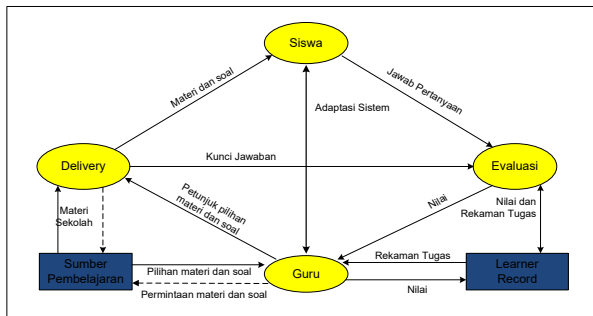 Siswa
Materi dan soal
Jawab Pertanyaan
Adaptasi Sistem
Delivery
Kunci Jawaban
Evaluasi
Petunjuk pilihan
materi dan soal
Nilai
Materi
Sekolah
Nilai dan
Rekaman Tugas
Sumber
Pembelajaran
Pilihan materi dan soal
Permintaan materi dan soal
Guru
Rekaman Tugas
Nilai
Learner
Record